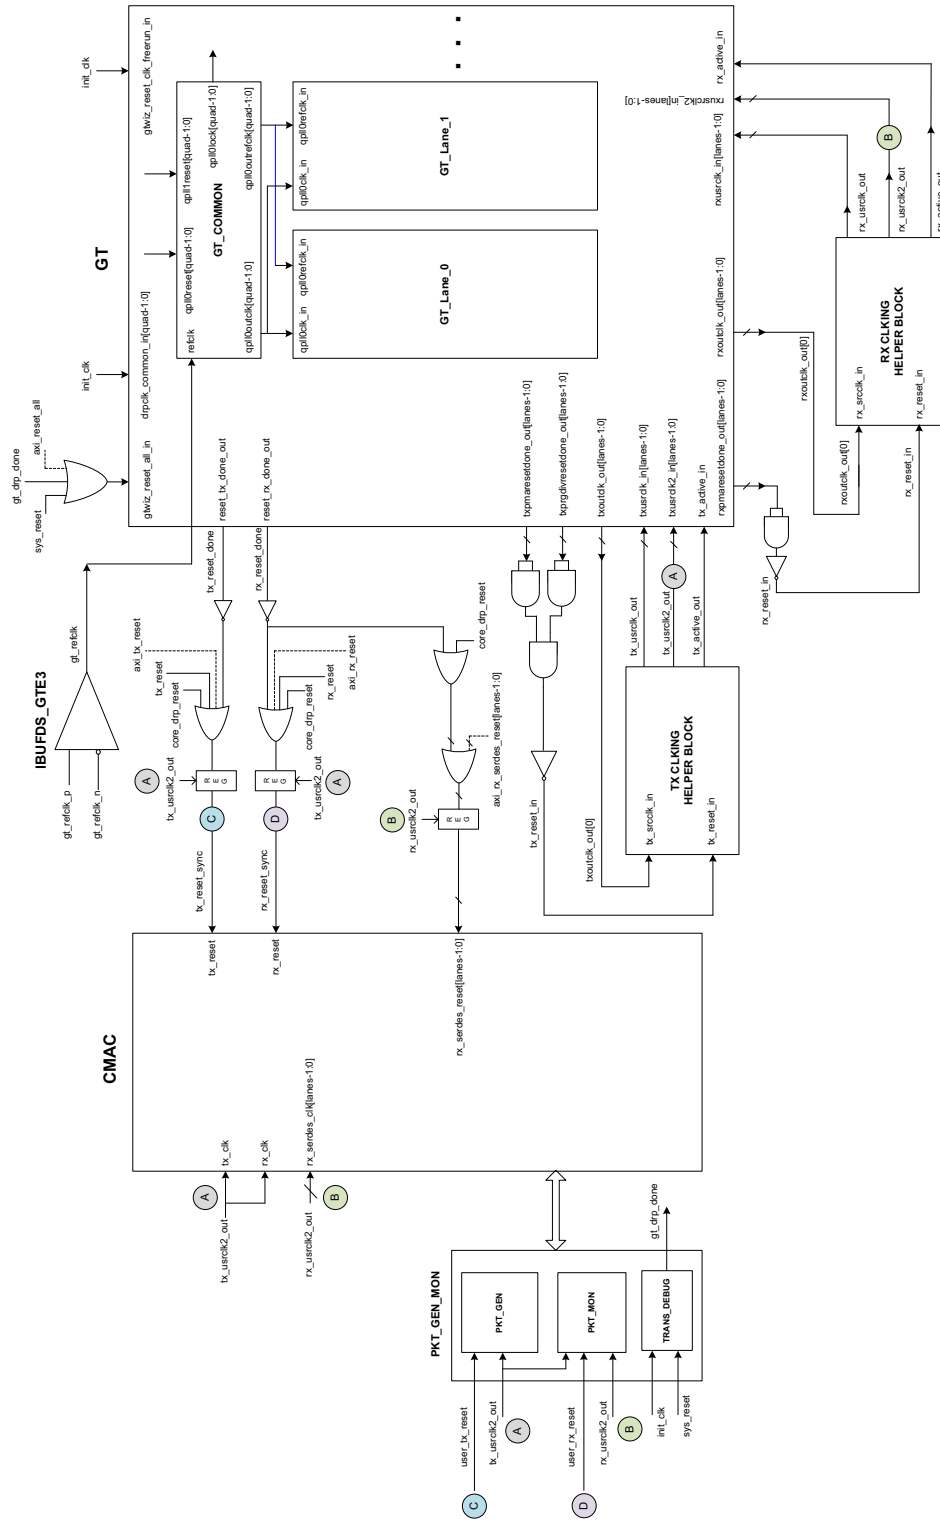 PKT_GEN_MON
PKT_GEN
PKT_MON
TRANS_DEBUG
gt_drp_done
C
user_tx_reset
tx_usrclk2_out
A
D
user_rx_reset
rx_usrclk2_out
B
init_clk
sys_reset
CMAC
A
tx_usrclk2_out
tx_clk
rx_clk
rx_usrclk2_out
B
rx_serdes_clk[lanes-1:0]
tx_reset
rx_reset
rx_serdes_reset[lanes-1:0]
tx_reset_sync
rx_reset_sync
C
D
IBUFDS_GTE3
gt_refclk_p
gt_refclk_n
gt_refclk
A
tx_usrclk2_out
REG
core_drp_reset
tx_reset
axi_tx_reset
tx_reset_done
REG
tx_usrclk2_out
A
core_drp_reset
rx_reset
axi_rx_reset
rx_reset_done
B
rx_usrclk2_out
REG
axi_rx_serdes_reset[lanes-1:0]
core_drp_reset
tx_reset_in
txoutclk_out[0]
TX CLKING
HELPER BLOCK
tx_srcclk_in
tx_reset_in
tx_usrclk_out
tx_usrclk2_out
A
tx_active_out
sys_reset
gt_drp_done
axi_reset_all
init_clk
init_clk
GT
gtwiz_reset_all_in
drpclk_common_in[quad-1:0]
gtwiz_reset_clk_freerun_in
reset_tx_done_out
reset_rx_done_out
refclk
qpll0reset[quad-1:0]
qpll1reset[quad-1:0]
GT_COMMON
qpll0lock[quad-1:0]
qpll0outclk[quad-1:0]
qpll0outrefclk[quad-1:0]
qpll0clk_in
qpll0refclk_in
GT_Lane_0
qpll0clk_in
qpll0refclk_in
GT_Lane_1
txpmaresetdone_out[lanes-1:0]
txprgdivresetdone_out[lanes-1:0]
txoutclk_out[lanes-1:0]
txusrclk_in[lanes-1:0]
txusrclk2_in[lanes-1:0]
tx_active_in
rxpmaresetdone_out[lanes-1:0]
rxoutclk_out[lanes-1:0]
rxusrclk_in[lanes-1:0]
rxusrclk2_in[lanes-1:0]
rx_active_in
rx_reset_in
rxoutclk_out[0]
rxoutclk_out[0]
rx_reset_in
RX CLKING
HELPER BLOCK
rx_srcclk_in
rx_reset_in
rx_usrclk_out
rx_usrclk2_out
B